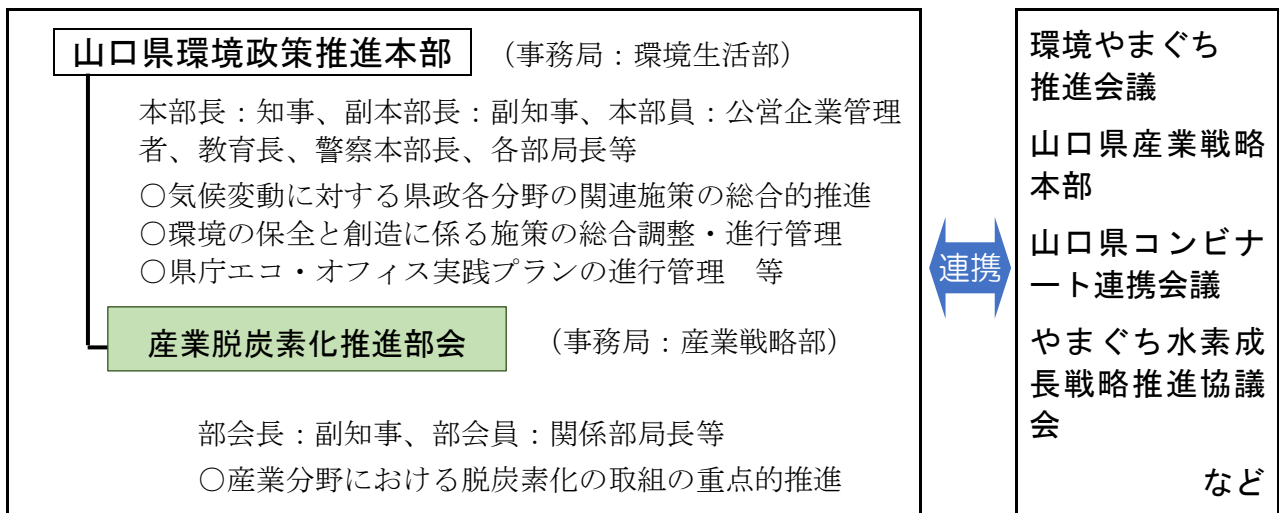 山口県環境政策推進本部 (事務局：環境生活部)
本部長：知事、副本部長：副知事、本部員：公営企業管理
者、教育長、警察本部長、各部局長等
○気候変動に対する県政各分野の関連施策の総合的推進
○環境の保全と創造に係る施策の総合調整・進行管理
○県庁エコ・オフィス実践プランの進行管理　等
産業脱炭素化推進部会 (事務局：産業戦略部)
部会長：副知事、部会員：関係部局長等
○産業分野における脱炭素化の取組の重点的推進
連携
環境やまぐち
推進会議
山口県産業戦略
本部
山口県コンビナ
ート連携会議
やまぐち水素成
長戦略推進協議
会
など